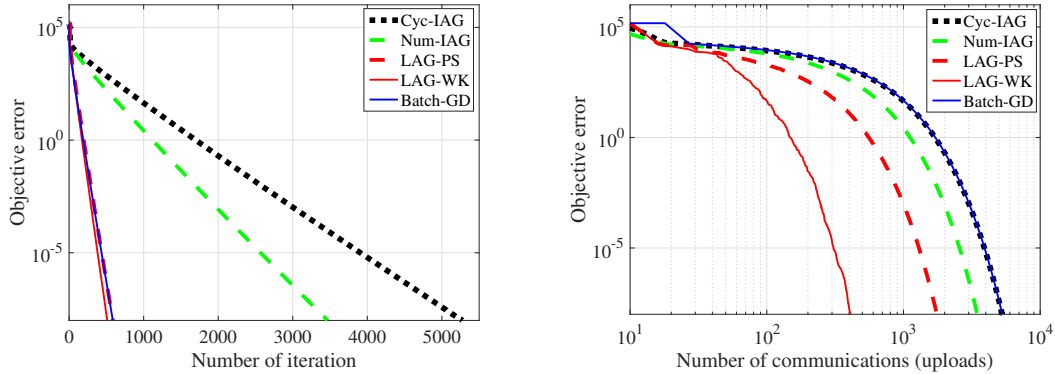 Objective error
10^5
10^0
10^-5
0
1000
2000
3000
4000
5000
Number of iteration
Cyc-IAG
Num-IAG
LAG-PS
LAG-WK
Batch-GD
Objective error
10^5
10^0
10^-5
10^1
10^2
10^3
10^4
Number of communications (uploads)
Cyc-IAG
Num-IAG
LAG-PS
LAG-WK
Batch-GD